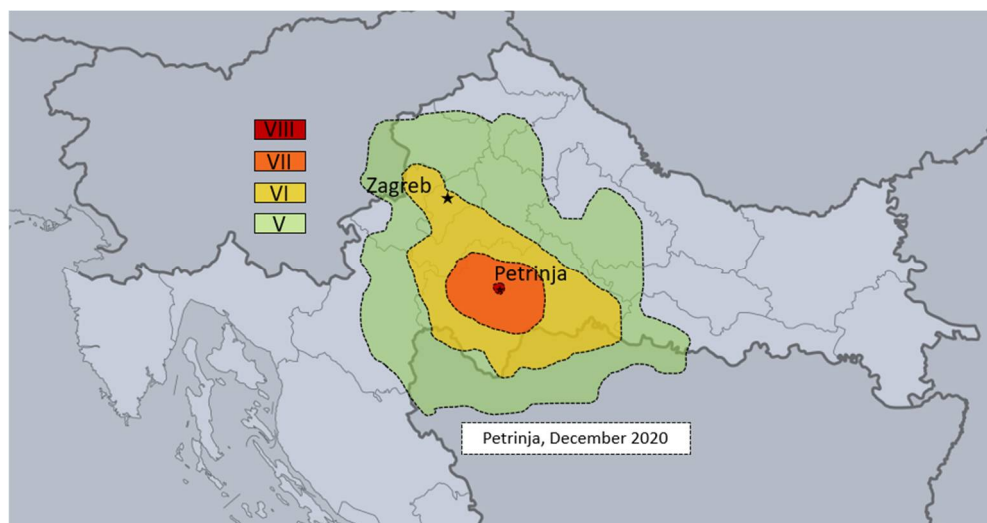 VIII
VII
VI
V
Zagreb
Petrinja
Petrinja, December 2020